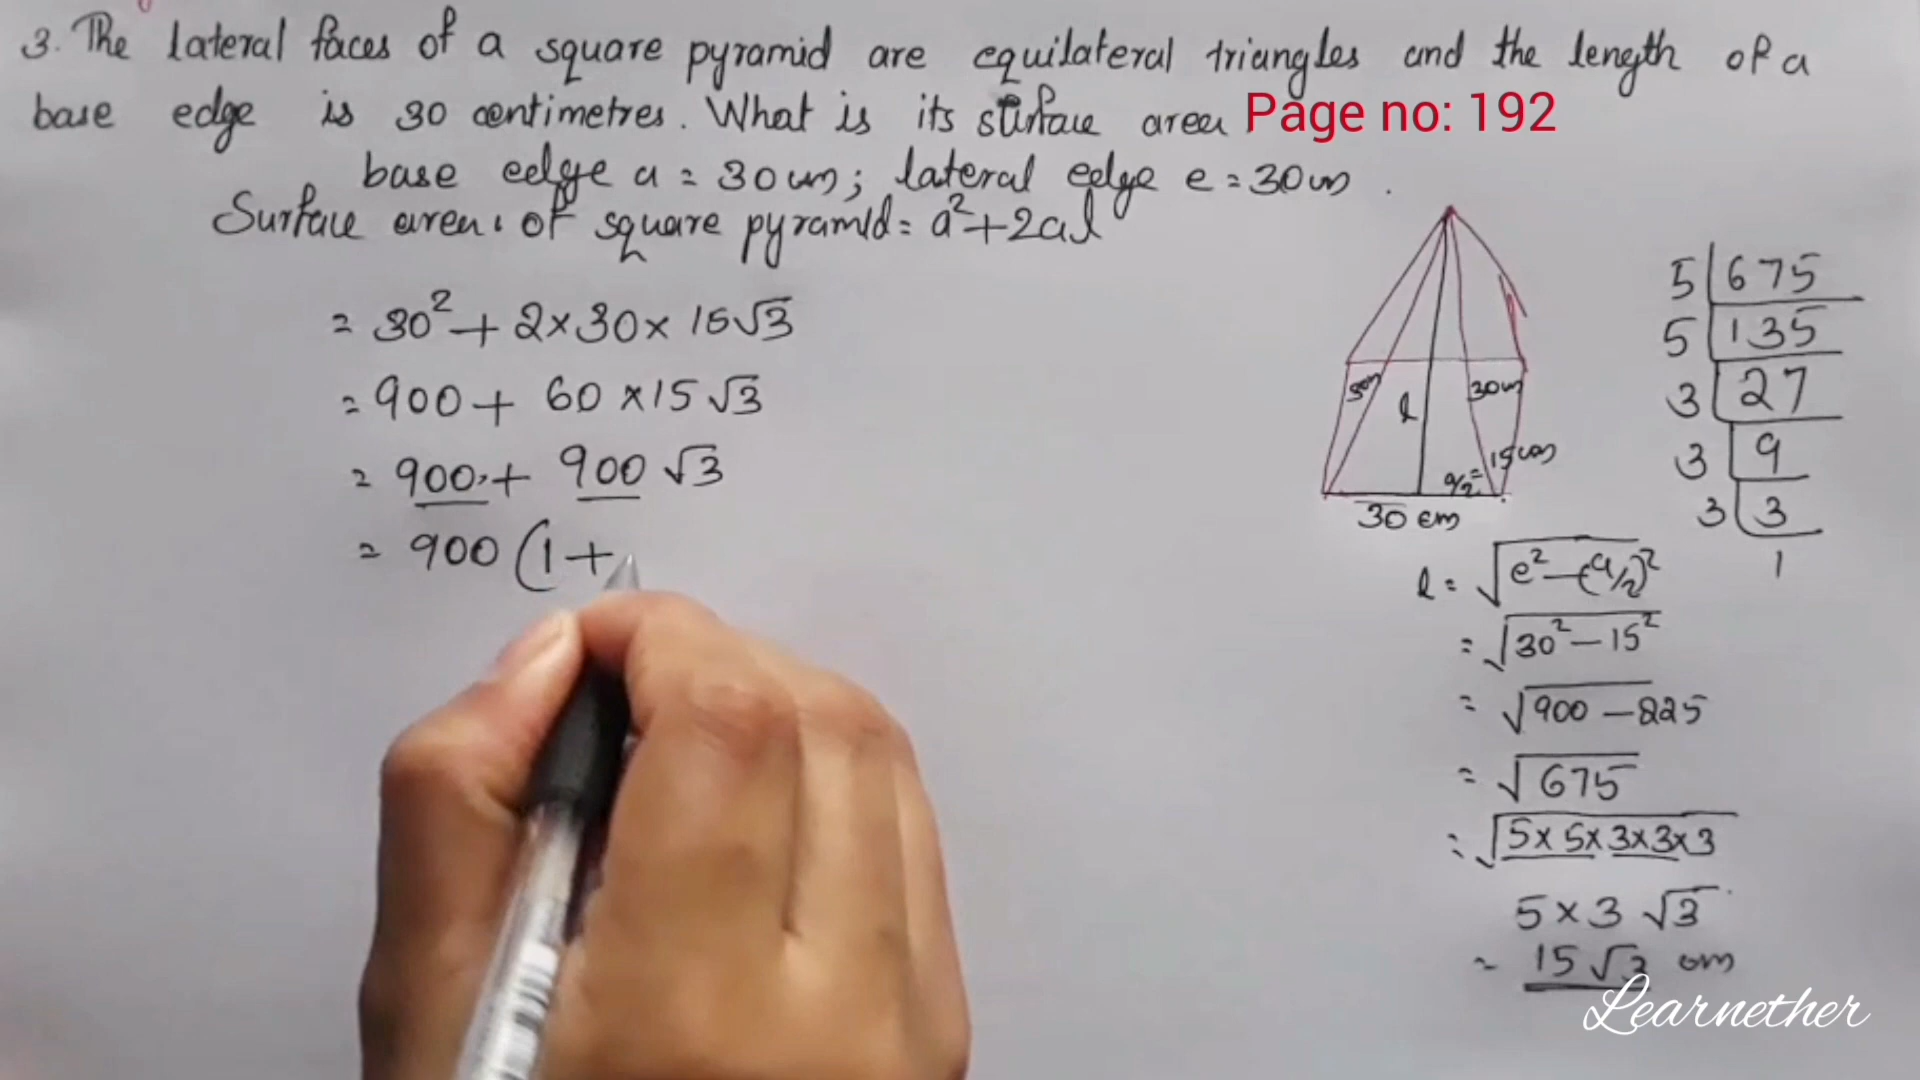 3. The lateral faces of a square pyramid are equilateral triangles and the length of a
base edge is 30 centimetres. What is its surface area Page no: 192
base edge a = 30 cm; lateral edge e = 30 cm.
Surface area of square pyramid = a² + 2al
= 30² + 2×30× 15√3
= 900 + 60 ×15 √3
= 900 + 900 √3
= 900 (1 +
30cm l 30cm
a/2 = 15cm
30 cm
5 675
5 135
3 27
3 9
3 3
1
l = √e² – (a/2)²
= √30² – 15²
= √900 – 225
= √675
= √5×5×3×3×3
5 × 3 √3
= 15 √3 cm
Learnether